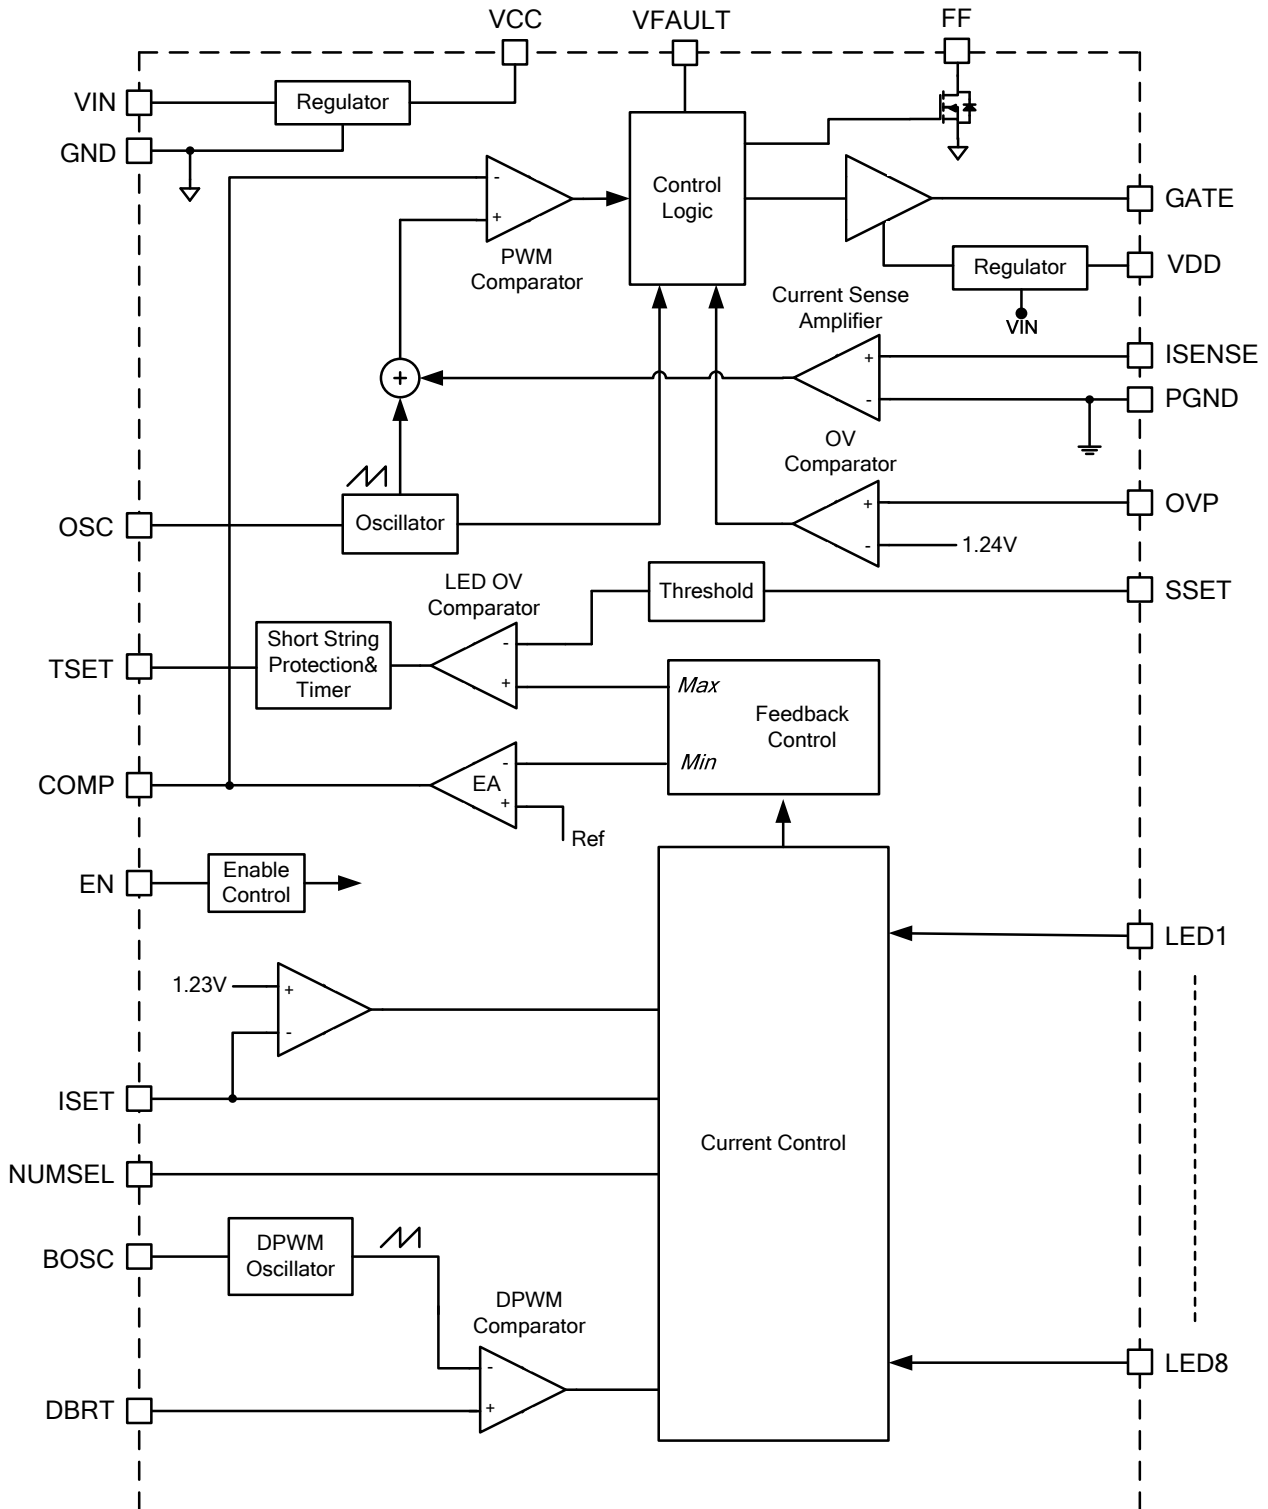 VCC
VFAULT
FF
VIN
Regulator
GND
-
+
PWM
Comparator
Control
Logic
GATE
Regulator
VDD
VIN
Current Sense
Amplifier
+
-
ISENSE
PGND
+
OV
Comparator
+
-
OVP
1.24V
OSC
Oscillator
LED OV
Comparator
Threshold
SSET
TSET
Short String
Protection&
Timer
-
+
Max
Min
Feedback
Control
COMP
EA
-
+
Ref
EN
Enable
Control
LED1
1.23V
+
-
ISET
Current Control
NUMSEL
BOSC
DPWM
Oscillator
DPWM
Comparator
-
+
LED8
DBRT